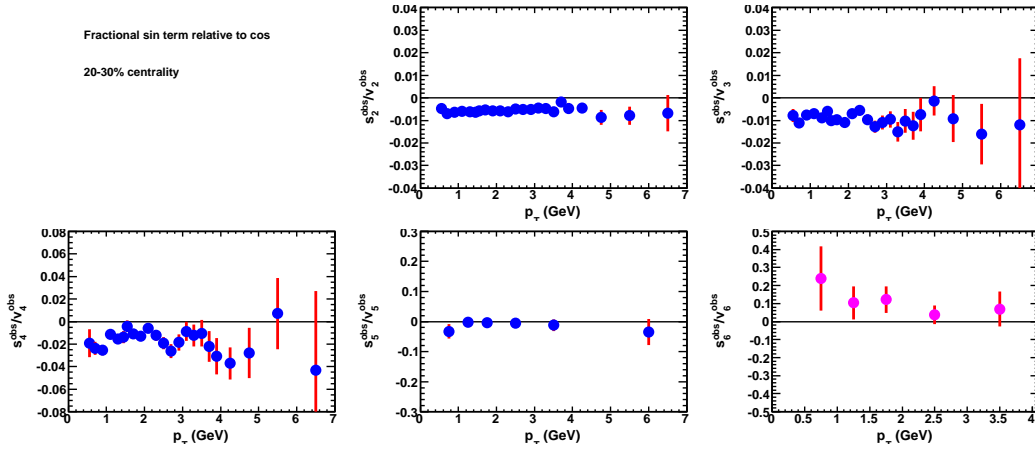 Fractional sin term relative to cos
20-30% centrality
0.04
0.03
0.02
0.01
0
-0.01
-0.02
-0.03
-0.04
s2obs/v2obs
0 1 2 3 4 5 6 7
pT (GeV)
0.04
0.03
0.02
0.01
0
-0.01
-0.02
-0.03
-0.04
s3obs/v3obs
0 1 2 3 4 5 6 7
pT (GeV)
0.08
0.06
0.04
0.02
0
-0.02
-0.04
-0.06
-0.08
s4obs/v4obs
0 1 2 3 4 5 6 7
pT (GeV)
0.3
0.2
0.1
0
-0.1
-0.2
-0.3
s5obs/v5obs
0 1 2 3 4 5 6 7
pT (GeV)
0.5
0.4
0.3
0.2
0.1
0
-0.1
-0.2
-0.3
-0.4
-0.5
s6obs/v6obs
0.5 1 1.5 2 2.5 3 3.5 4
pT (GeV)